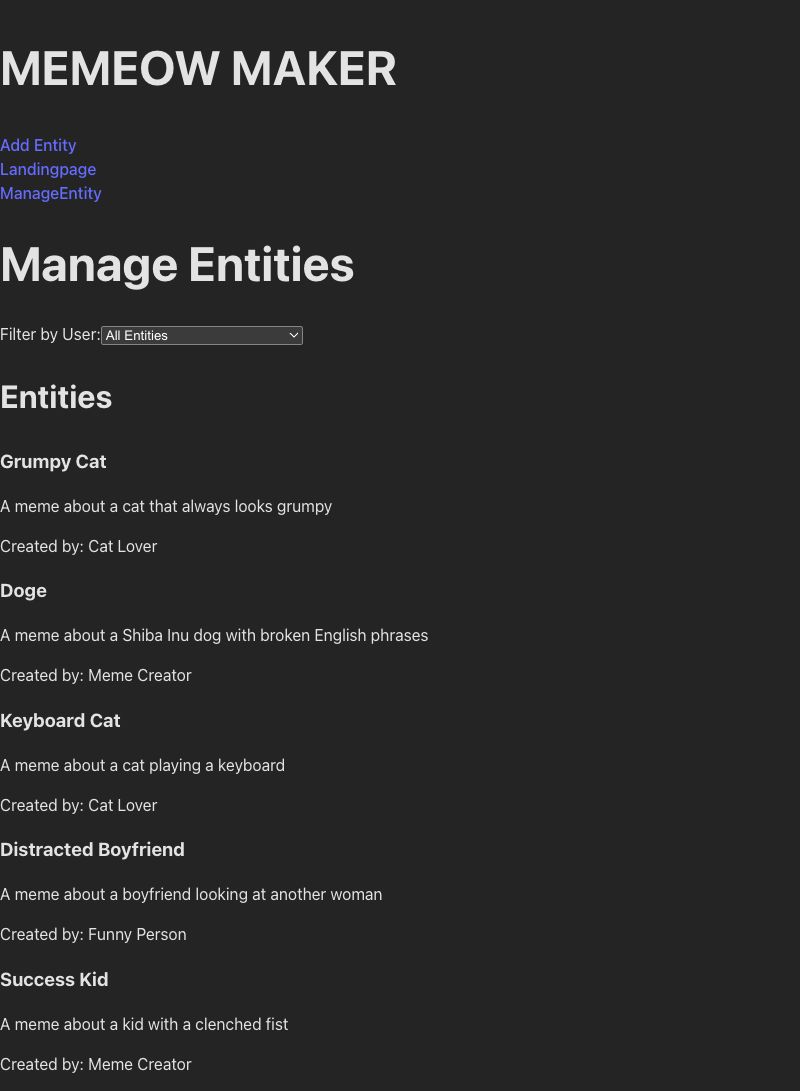 MEMEOW MAKER
Add Entity
Landingpage
ManageEntity
Manage Entities
Filter by User: All Entities
Entities
Grumpy Cat
A meme about a cat that always looks grumpy
Created by: Cat Lover
Doge
A meme about a Shiba Inu dog with broken English phrases
Created by: Meme Creator
Keyboard Cat
A meme about a cat playing a keyboard
Created by: Cat Lover
Distracted Boyfriend
A meme about a boyfriend looking at another woman
Created by: Funny Person
Success Kid
A meme about a kid with a clenched fist
Created by: Meme Creator